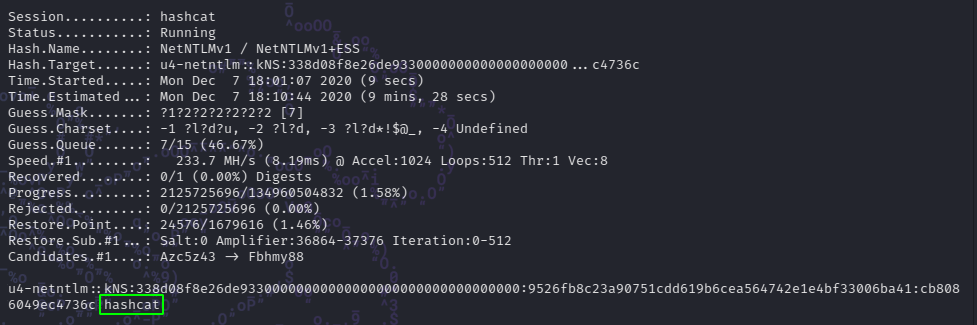 Session..........: hashcat
Status...........: Running
Hash.Name........: NetNTLMv1 / NetNTLMv1+ESS
Hash.Target......: u4-netntlm::kNS:338d08f8e26de93300000000000000000000...c4736c
Time.Started.....: Mon Dec  7 18:01:07 2020 (9 secs)
Time.Estimated...: Mon Dec  7 18:10:44 2020 (9 mins, 28 secs)
Guess.Mask.......: ?1?2?2?2?2?2?2 [7]
Guess.Charset....: -1 ?l?d?u, -2 ?l?d, -3 ?l?d*!$@_, -4 Undefined
Guess.Queue......: 7/15 (46.67%)
Speed.#1.........:   233.7 MH/s (8.19ms) @ Accel:1024 Loops:512 Thr:1 Vec:8
Recovered........: 0/1 (0.00%) Digests
Progress.........: 2125725696/134960504832 (1.58%)
Rejected.........: 0/2125725696 (0.00%)
Restore.Point....: 24576/1679616 (1.46%)
Restore.Sub.#1...: Salt:0 Amplifier:36864-37376 Iteration:0-512
Candidates.#1....: Azc5z43 -> Fbhmy88
u4-netntlm::kNS:338d08f8e26de93300000000000000000000000000000000:9526fb8c23a90751cdd619b6cea564742e1e4bf33006ba41:cb808
6049ec4736c hashcat